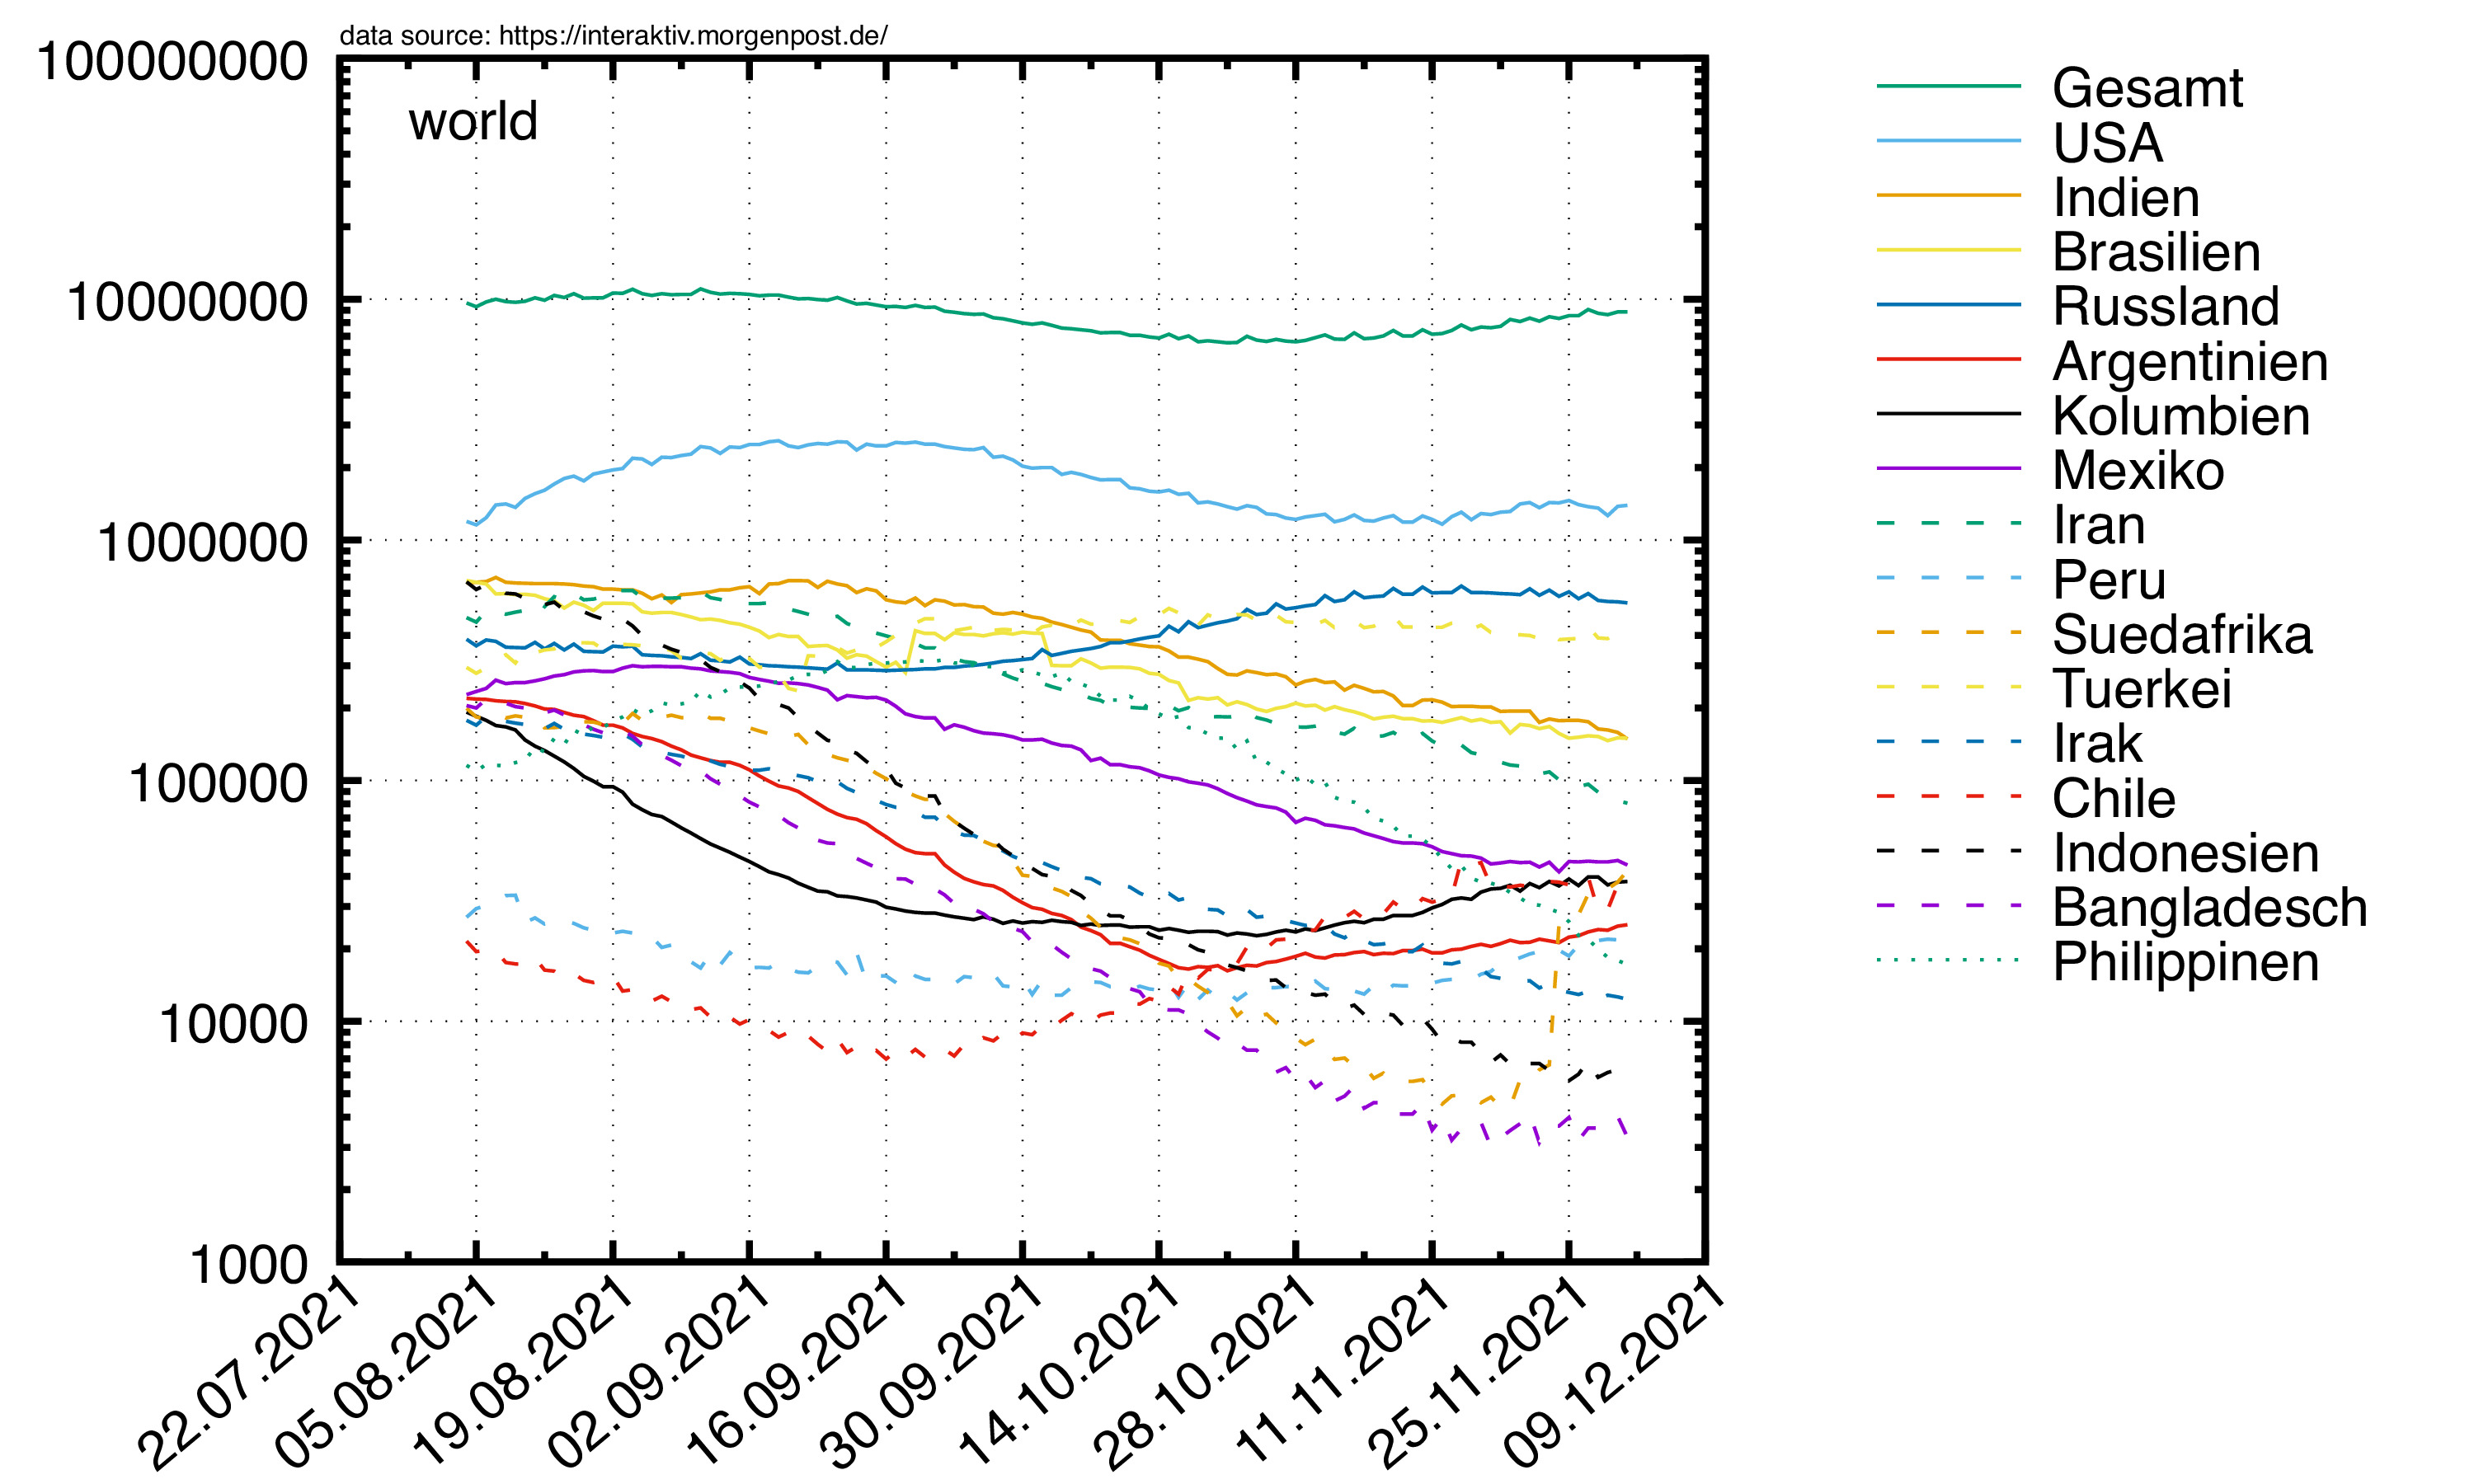 data source: https://interaktiv.morgenpost.de/
world
100000000
10000000
1000000
100000
10000
1000
22.07.2021
05.08.2021
19.08.2021
02.09.2021
16.09.2021
30.09.2021
14.10.2021
28.10.2021
11.11.2021
25.11.2021
09.12.2021
Gesamt
USA
Indien
Brasilien
Russland
Argentinien
Kolumbien
Mexiko
Iran
Peru
Suedafrika
Tuerkei
Irak
Chile
Indonesien
Bangladesch
Philippinen